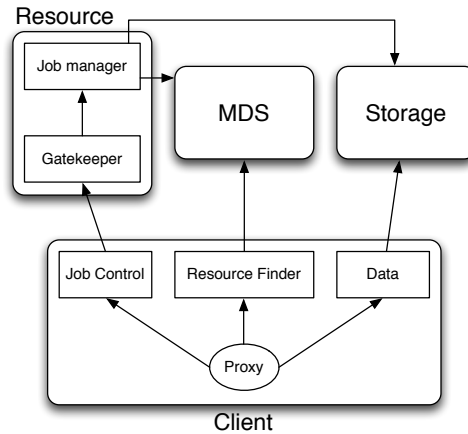 Resource
Job manager
MDS
Storage
Gatekeeper
Job Control
Resource Finder
Data
Proxy
Client